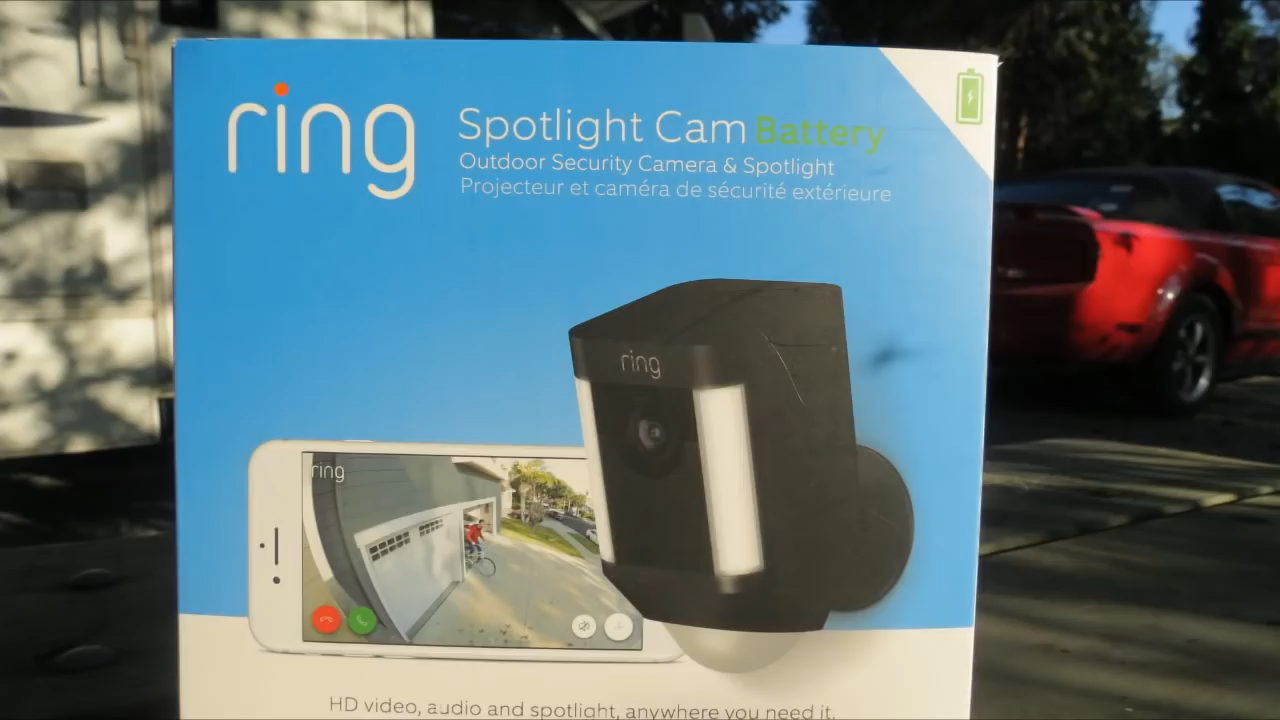 ring
Spotlight Cam Battery
Outdoor Security Camera & Spotlight
Projecteur et caméra de sécurité extérieure
ring
ring
HD video, audio and spotlight, anywhere you need it.